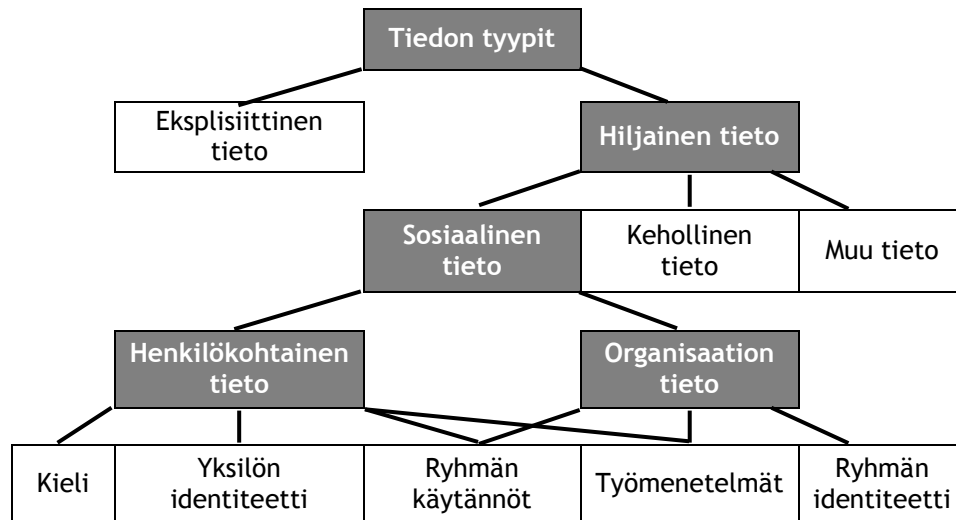 Tiedon tyypit
Eksplisiittinen
tieto
Hiljainen tieto
Sosiaalinen
tieto
Kehollinen
tieto
Muu tieto
Henkilökohtainen
tieto
Organisaation
tieto
Kieli
Yksilön
identiteetti
Ryhmän
käytännöt
Työmenetelmät
Ryhmän
identiteetti